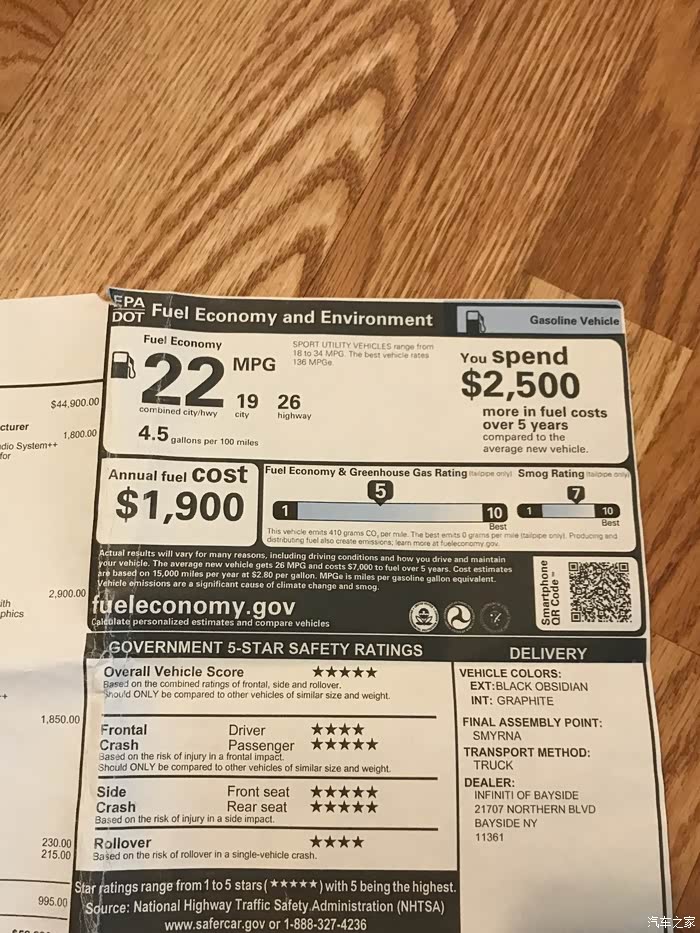 $44,900.00
cturer
1,800.00
dio System++
for
2,900.00
ith
phics
++
1,850.00
230.00
215.00
995.00
EPA
DOT
Fuel Economy and Environment
Gasoline Vehicle
Fuel Economy
22 MPG
combined city/hwy
19
city
26
highway
4.5 gallons per 100 miles
SPORT UTILITY VEHICLES range from
18 to 34 MPG. The best vehicle rates
136 MPGe.
You spend
$2,500
more in fuel costs
over 5 years
compared to the
average new vehicle.
Annual fuel cost
$1,900
Fuel Economy & Greenhouse Gas Rating (tailpipe only)
5
1
10
Best
Smog Rating (tailpipe only)
7
1
10
Best
This vehicle emits 410 grams CO₂ per mile. The best emits 0 grams per mile (tailpipe only). Producing and
distributing fuel also create emissions; learn more at fueleconomy.gov.
Actual results will vary for many reasons, including driving conditions and how you drive and maintain
your vehicle. The average new vehicle gets 26 MPG and costs $7,000 to fuel over 5 years. Cost estimates
are based on 15,000 miles per year at $2.80 per gallon. MPGe is miles per gasoline gallon equivalent.
Vehicle emissions are a significant cause of climate change and smog.
fueleconomy.gov
Calculate personalized estimates and compare vehicles
Smartphone
QR Code™
GOVERNMENT 5-STAR SAFETY RATINGS
Overall Vehicle Score ★★★★★
Based on the combined ratings of frontal, side and rollover.
Should ONLY be compared to other vehicles of similar size and weight.
Frontal Driver ★★★★
Crash Passenger ★★★★★
Based on the risk of injury in a frontal impact.
Should ONLY be compared to other vehicles of similar size and weight.
Side Front seat ★★★★★
Crash Rear seat ★★★★★
Based on the risk of injury in a side impact.
Rollover ★★★★
Based on the risk of rollover in a single-vehicle crash.
Star ratings range from 1 to 5 stars (★★★★★) with 5 being the highest.
Source: National Highway Traffic Safety Administration (NHTSA)
www.safercar.gov or 1-888-327-4236
DELIVERY
VEHICLE COLORS:
EXT:BLACK OBSIDIAN
INT: GRAPHITE
FINAL ASSEMBLY POINT:
SMYRNA
TRANSPORT METHOD:
TRUCK
DEALER:
INFINITI OF BAYSIDE
21707 NORTHERN BLVD
BAYSIDE NY
11361
汽车之家